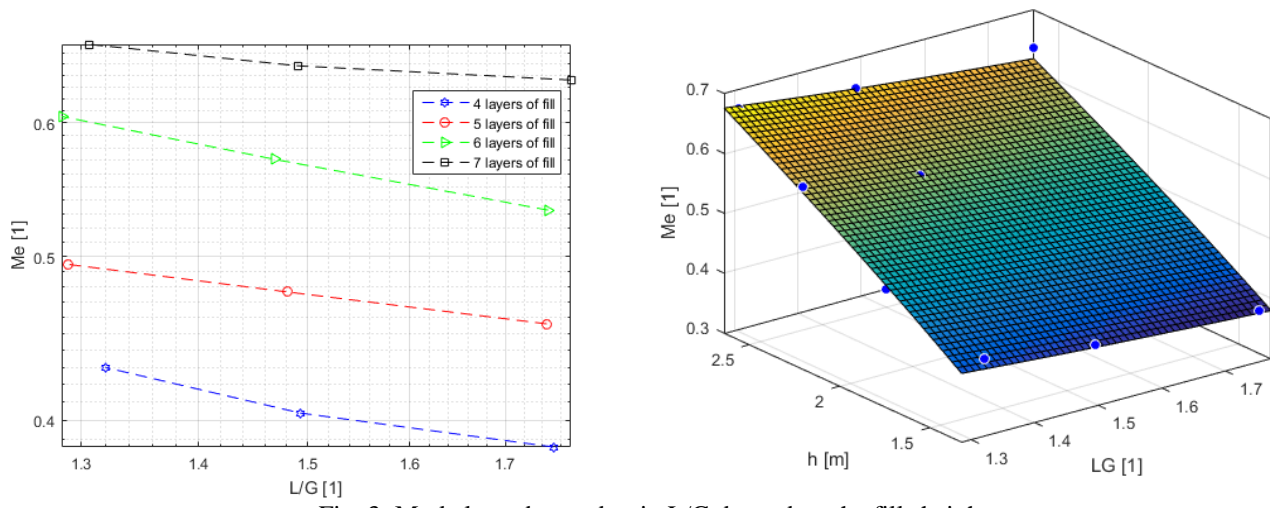 0.6
0.5
0.4
Me [1]
1.3
1.4
1.5
1.6
1.7
L/G [1]
4 layers of fill
5 layers of fill
6 layers of fill
7 layers of fill
0.7
0.6
0.5
0.4
0.3
Me [1]
2.5
2
1.5
h [m]
1.3
1.4
1.5
1.6
1.7
LG [1]